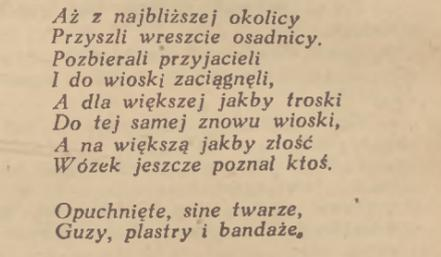 Aż z najbliższej okolicy
Przyszli wreszcie osadnicy.
Pozbierali przyjacieli
I do wioski zaciągnęli,
A dla większej jakby troski
Do tej samej znowu wioski,
A na większą jakby złość
Wózek jeszcze poznał ktoś.

Opuchnięte, sine twarze,
Guzy, plastry i bandaże.